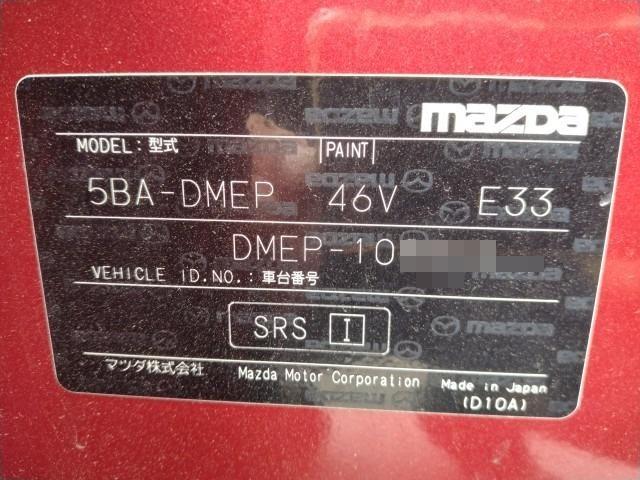 mazda
MODEL: 型式 |PAINT|
5BA-DMEP 46V E33
DMEP-10
VEHICLE ID.NO.: 車台番号
SRS I
マツダ株式会社 Mazda Motor Corporation Made in Japan
(D10A)